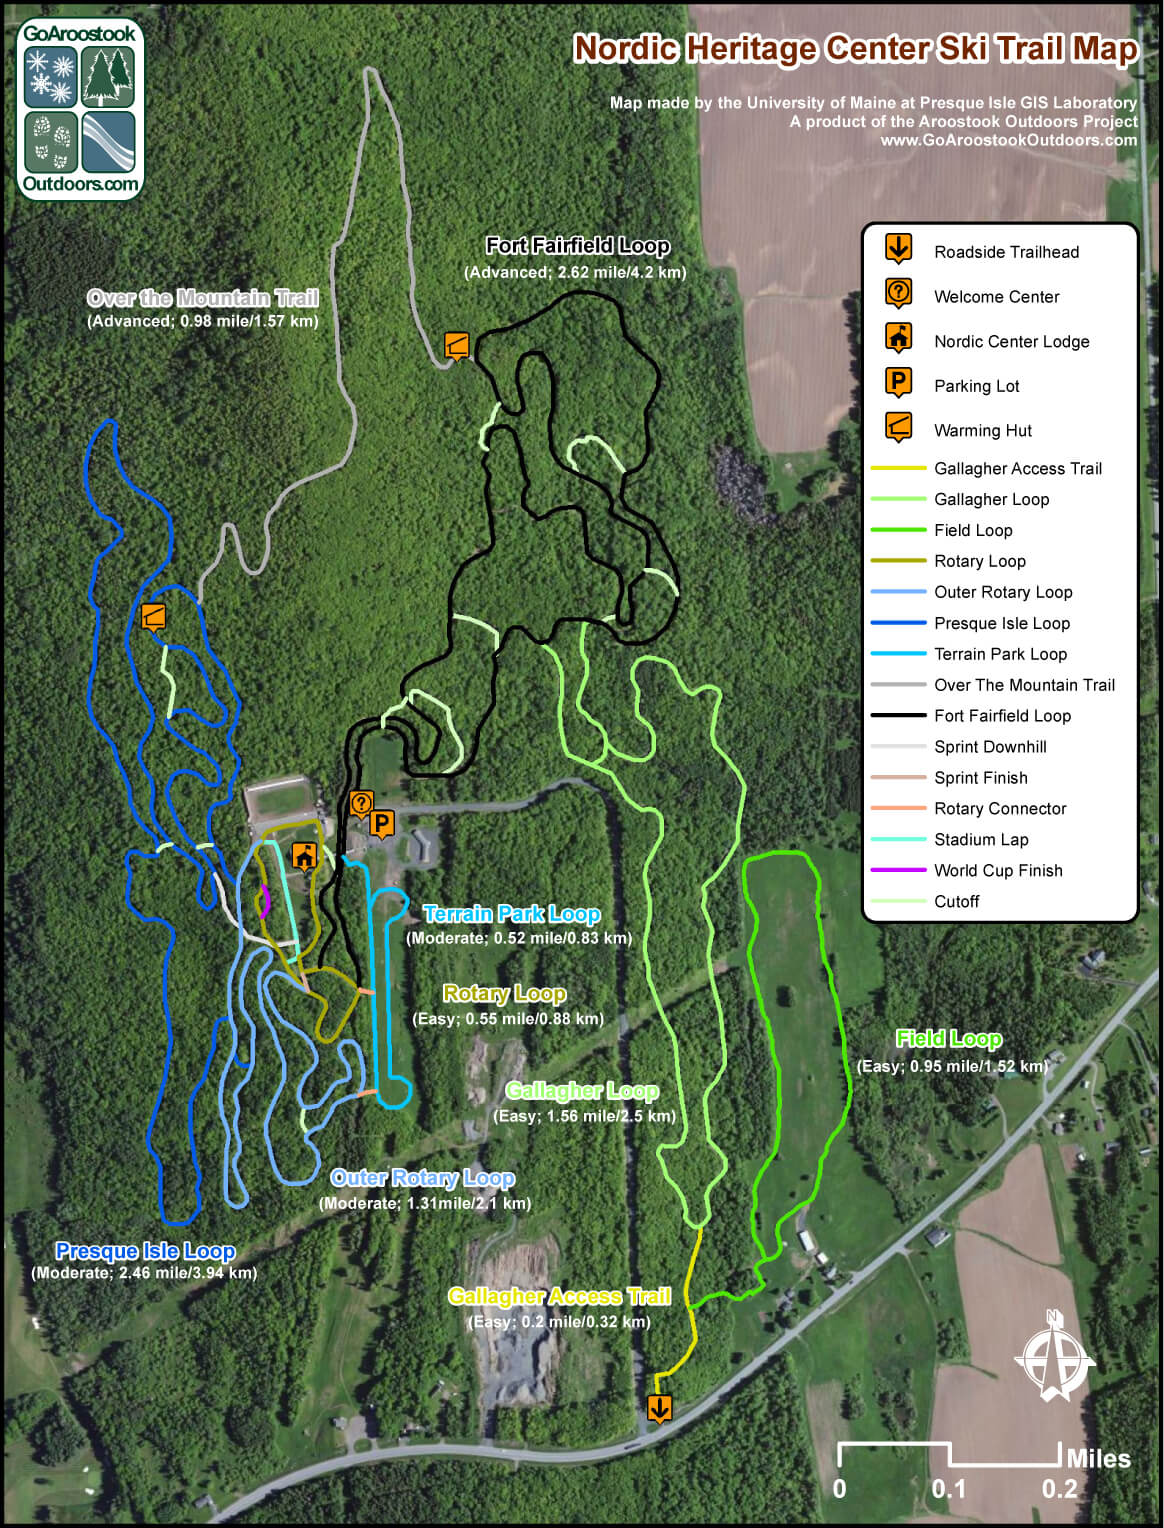 GoAroostook
Outdoors.com
Nordic Heritage Center Ski Trail Map
Map made by the University of Maine at Presque Isle GIS Laboratory
A product of the Aroostook Outdoors Project
www.GoAroostookOutdoors.com
Fort Fairfield Loop
(Advanced; 2.62 mile/4.2 km)
Over the Mountain Trail
(Advanced; 0.98 mile/1.57 km)
Roadside Trailhead
?
Welcome Center
Nordic Center Lodge
P
Parking Lot
Warming Hut
Gallagher Access Trail
Gallagher Loop
Field Loop
Rotary Loop
Outer Rotary Loop
Presque Isle Loop
Terrain Park Loop
Over The Mountain Trail
Fort Fairfield Loop
Sprint Downhill
Sprint Finish
Rotary Connector
Stadium Lap
World Cup Finish
Cutoff
?
P
Terrain Park Loop
(Moderate; 0.52 mile/0.83 km)
Rotary Loop
(Easy; 0.55 mile/0.88 km)
Field Loop
(Easy; 0.95 mile/1.52 km)
Gallagher Loop
(Easy; 1.56 mile/2.5 km)
Outer Rotary Loop
(Moderate; 1.31mile/2.1 km)
Presque Isle Loop
(Moderate; 2.46 mile/3.94 km)
Gallagher Access Trail
(Easy; 0.2 mile/0.32 km)
N
Miles
0 0.1 0.2